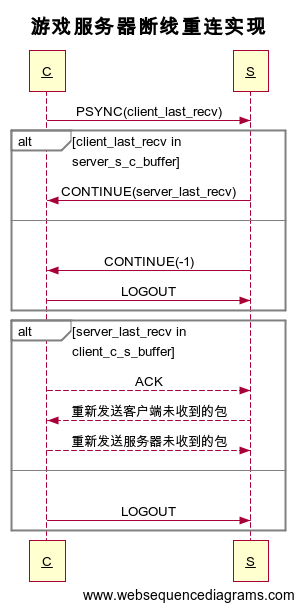 游戏服务器断线重连实现
C
S
PSYNC(client_last_recv)
alt
[client_last_recv in
server_s_c_buffer]
CONTINUE(server_last_recv)
CONTINUE(-1)
LOGOUT
alt
[server_last_recv in
client_c_s_buffer]
ACK
重新发送客户端未收到的包
重新发送服务器未收到的包
LOGOUT
C
S
www.websequencediagrams.com